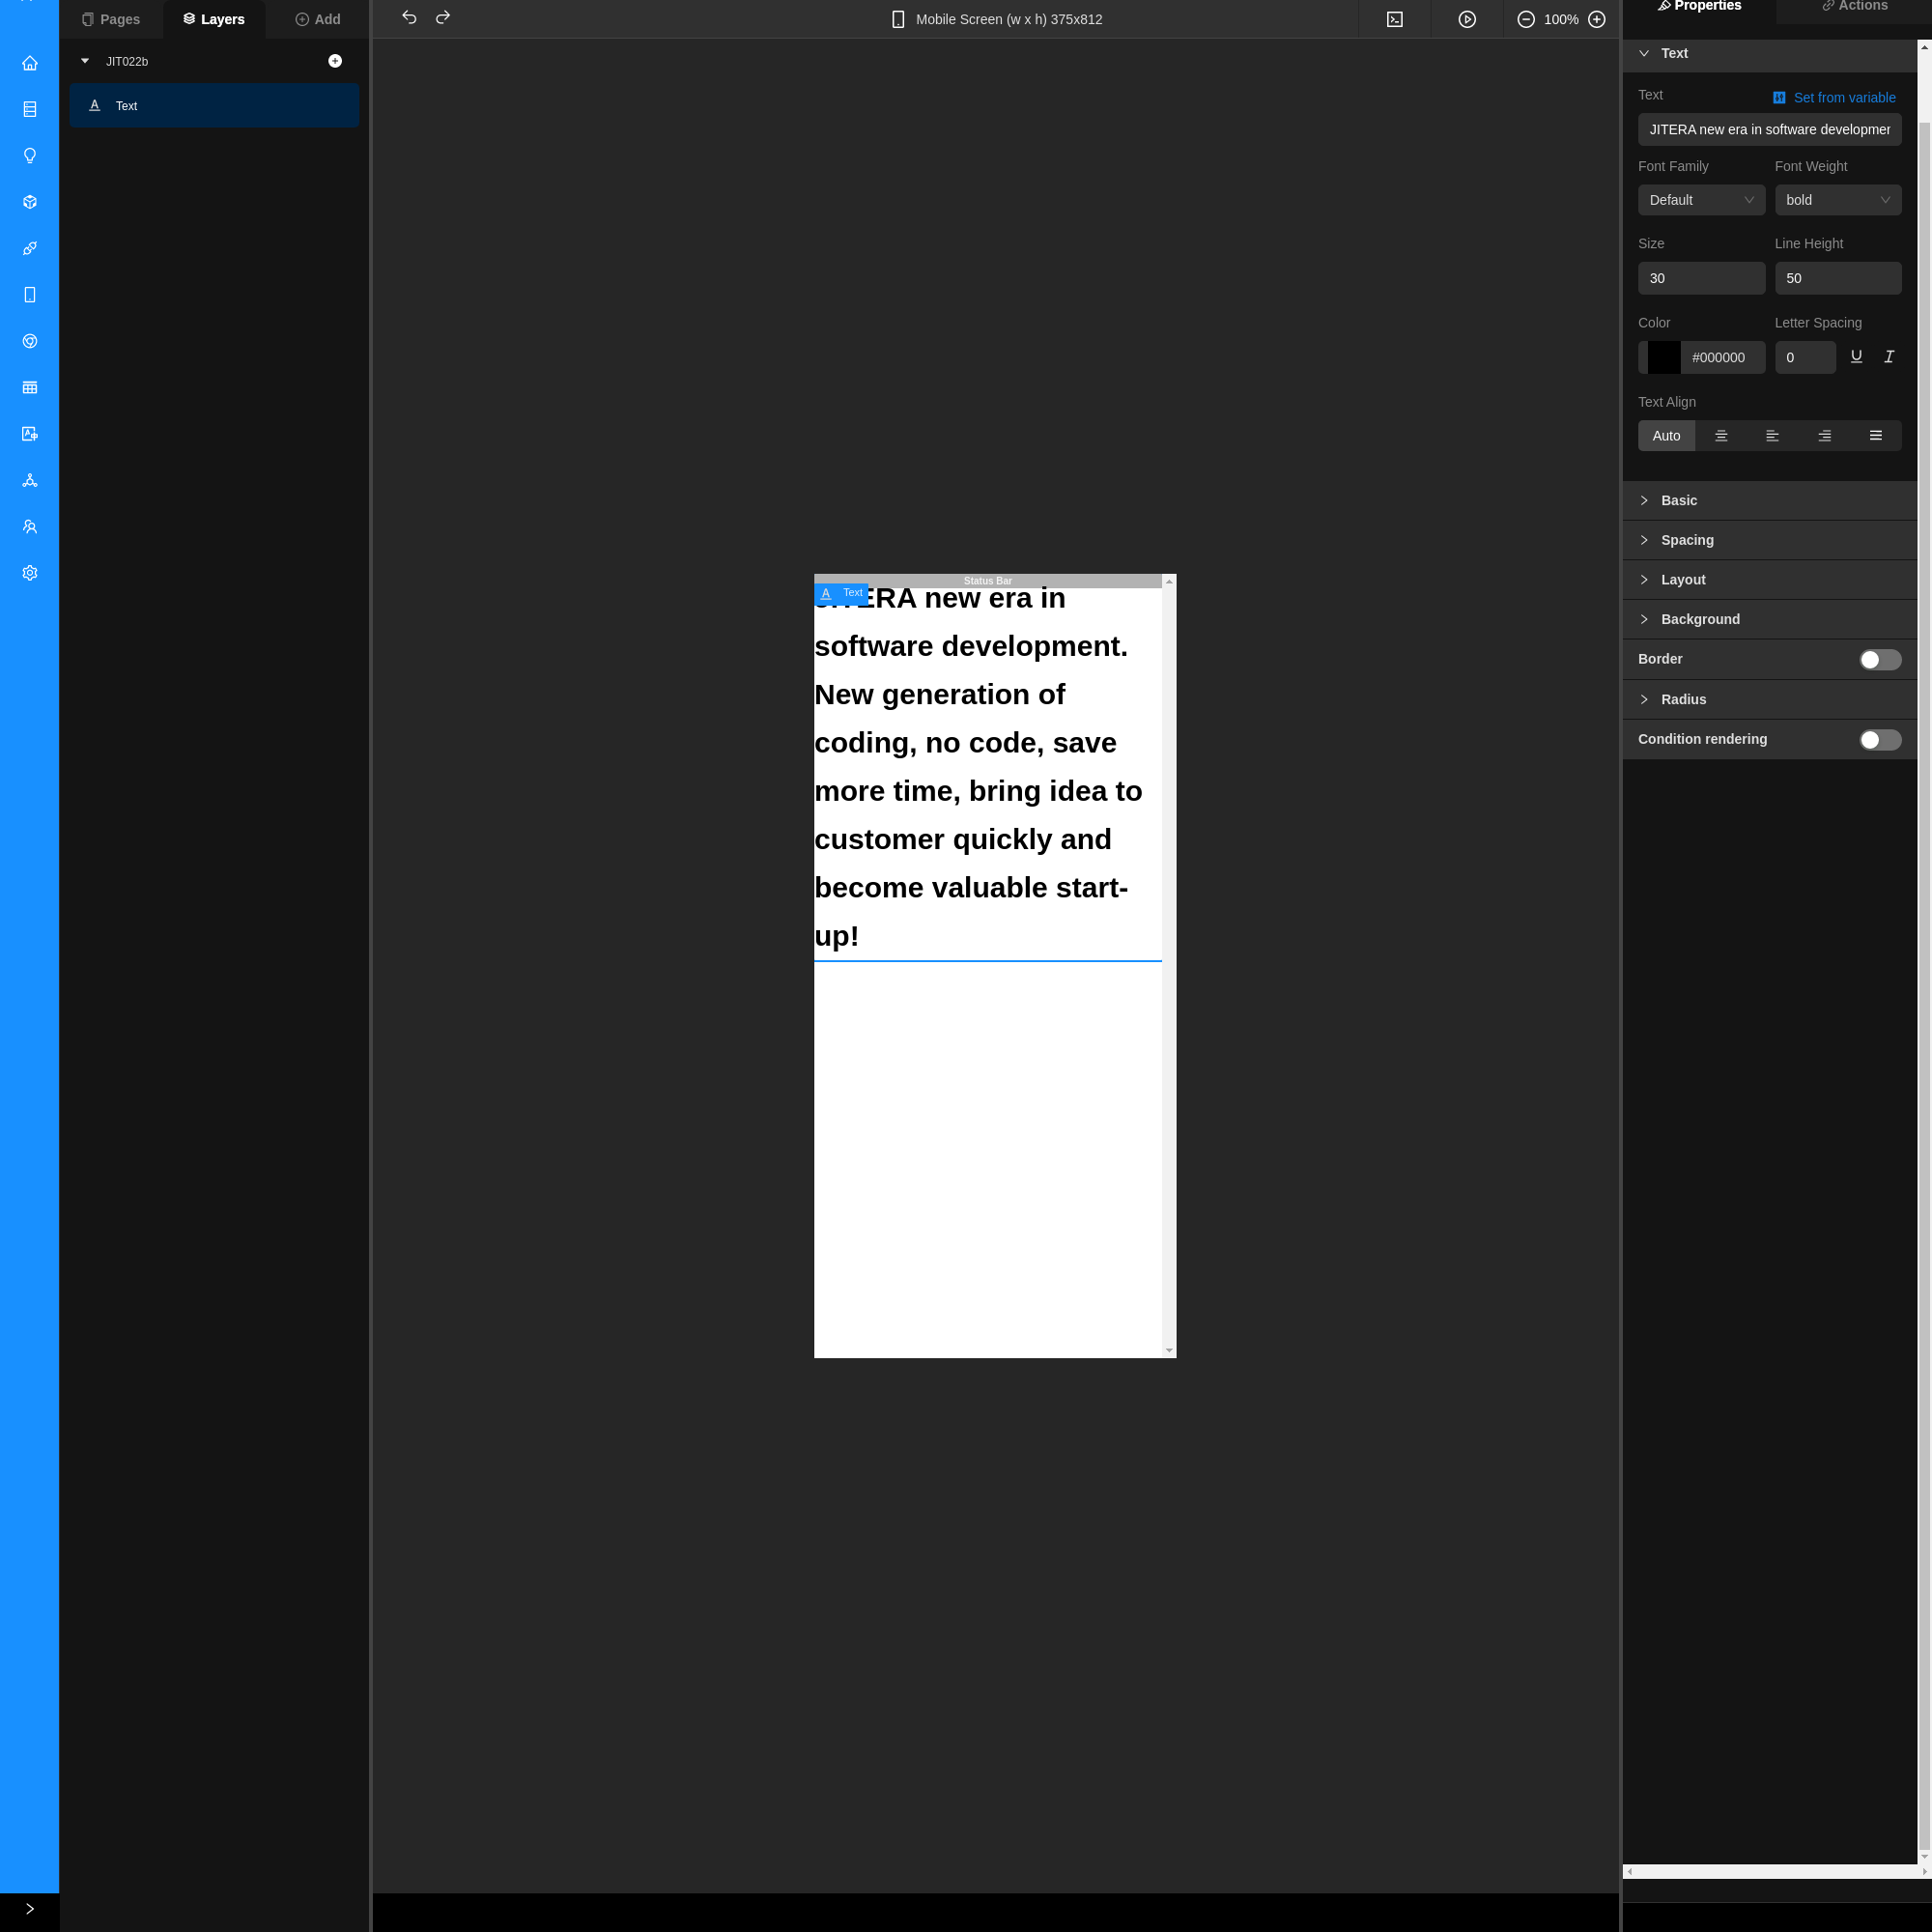 Pages
Layers
Add
Mobile Screen (w x h) 375x812
100%
Properties
Actions
JIT022b
Text
Status Bar
Text
ERA new era in
software development.
New generation of
coding, no code, save
more time, bring idea to
customer quickly and
become valuable start-
up!
Text
Text
Set from variable
JITERA new era in software developmer
Font Family
Font Weight
Default
bold
Size
Line Height
30
50
Color
Letter Spacing
#000000
0
Text Align
Auto
Basic
Spacing
Layout
Background
Border
Radius
Condition rendering